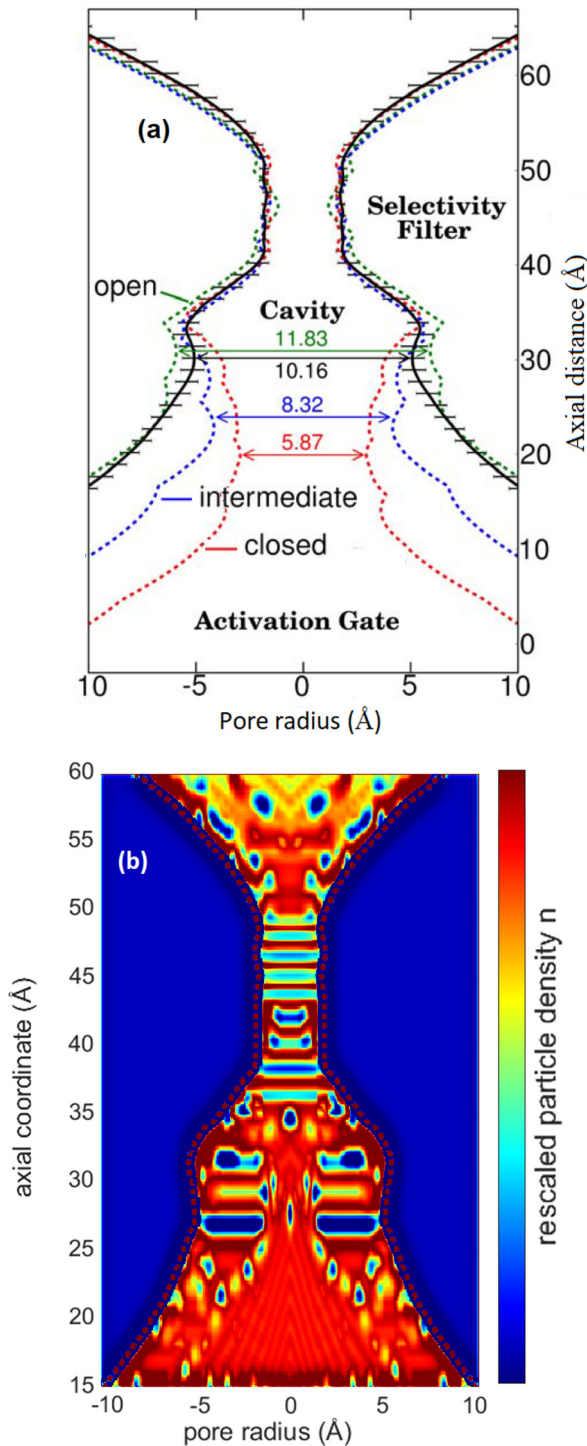 (a)
60
50
Selectivity
Filter
40
open
Cavity
11.83
30
10.16
8.32
20
5.87
intermediate
closed
10
Activation Gate
0
10
-5
0
5
10
Pore radius (Å)
Axial distance (Å)
60
(b)
55
50
45
40
35
30
25
20
15
-10
-5
0
5
10
axial coordinate (Å)
pore radius (Å)
rescaled particle density n